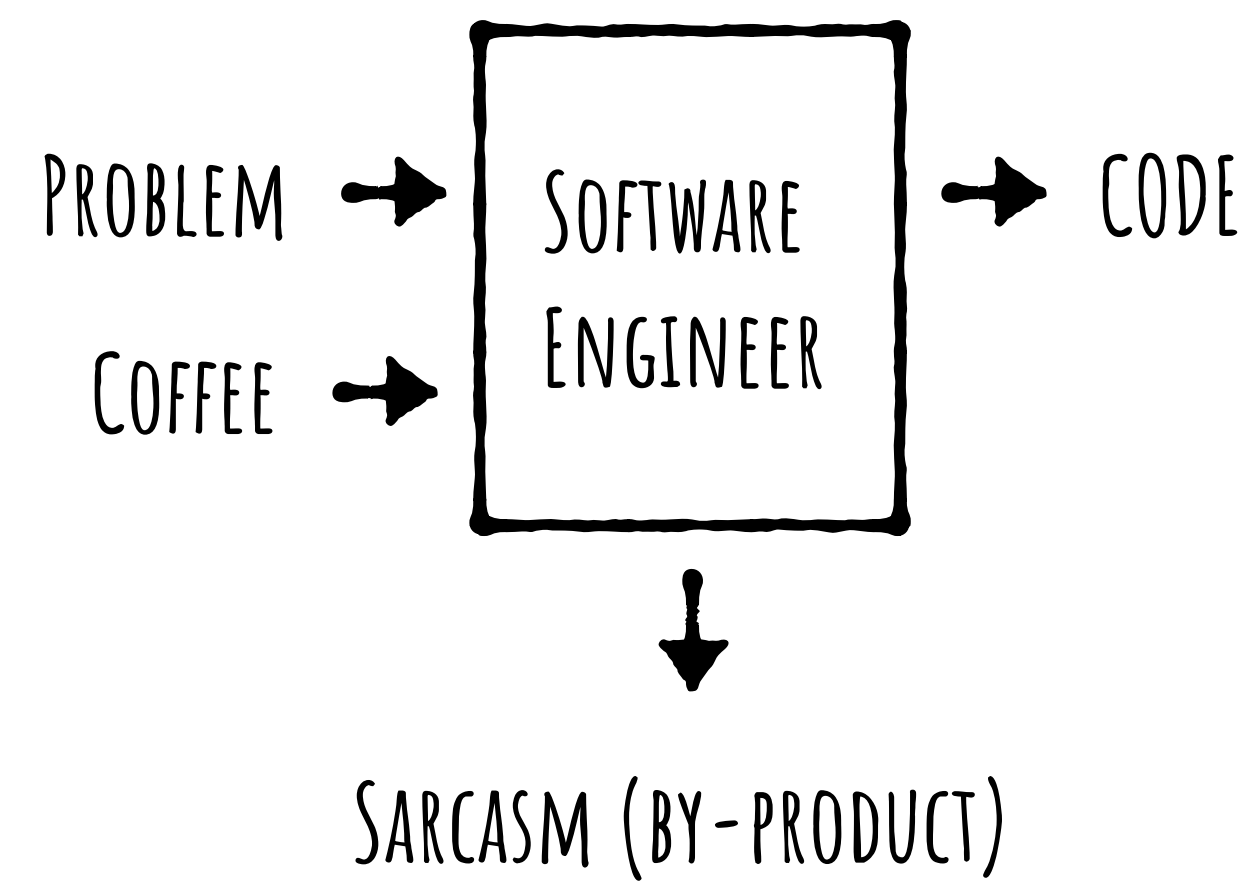 Problem
Software
Engineer
CODE
Coffee
Sarcasm (by-product)